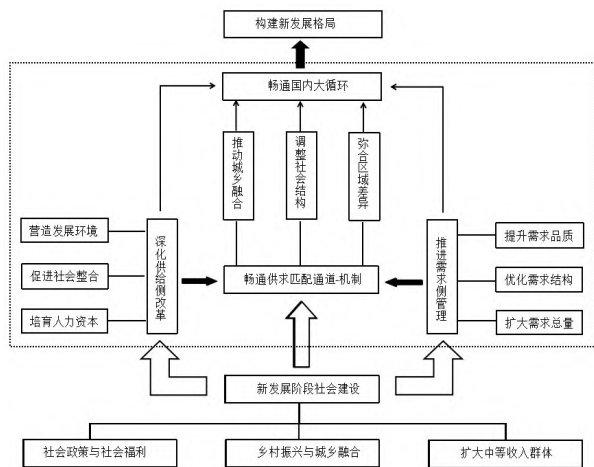 构建新发展格局
畅通国内大循环
推动城乡融合
调整社会结构
弥合区域差异
营造发展环境
促进社会整合
培育人力资本
深化供给侧改革
畅通供求匹配通道-机制
推进需求侧管理
提升需求品质
优化需求结构
扩大需求总量
新发展阶段社会建设
社会政策与社会福利
乡村振兴与城乡融合
扩大中等收入群体